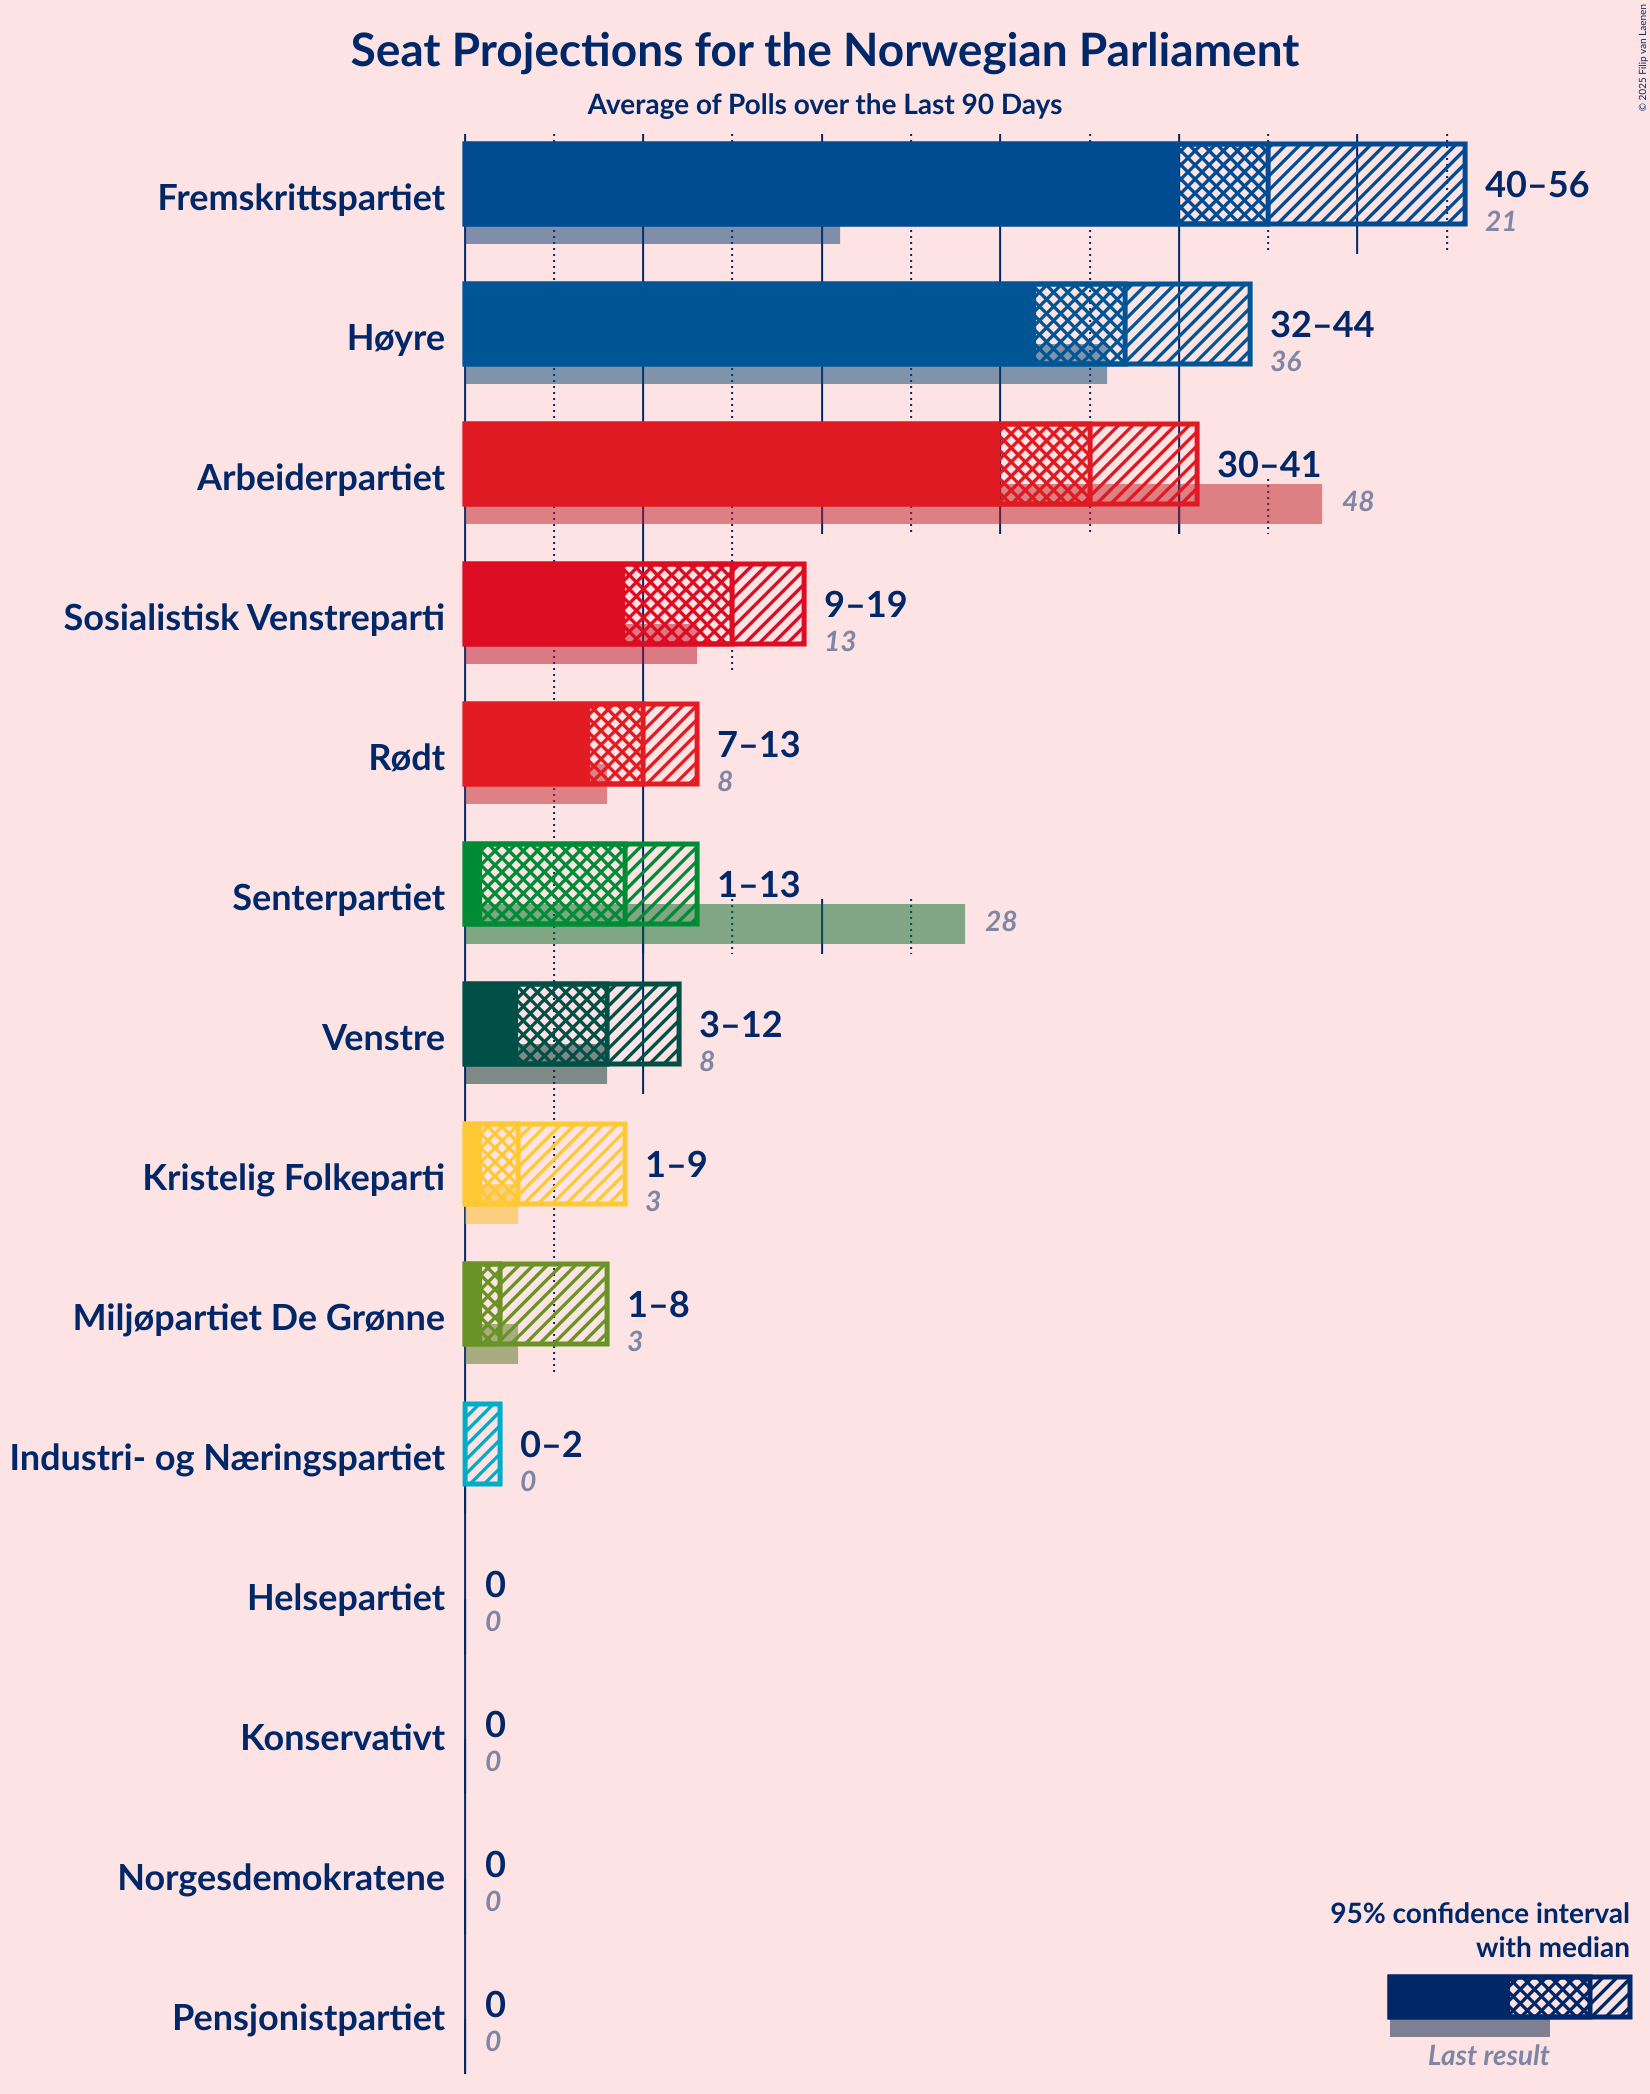 Seat Projections for the Norwegian Parliament
Average of Polls over the Last 90 Days
© 2025 Filip van Laenen
Fremskrittspartiet
40–56
21
Høyre
32–44
36
Arbeiderpartiet
30–41
48
Sosialistisk Venstreparti
9–19
13
Rødt
7–13
8
Senterpartiet
1–13
28
Venstre
3–12
8
Kristelig Folkeparti
1–9
3
Miljøpartiet De Grønne
1–8
3
Industri- og Næringspartiet
0–2
0
Helsepartiet
0
0
Konservativt
0
0
Norgesdemokratene
0
0
Pensjonistpartiet
0
0
95% confidence interval
with median
Last result